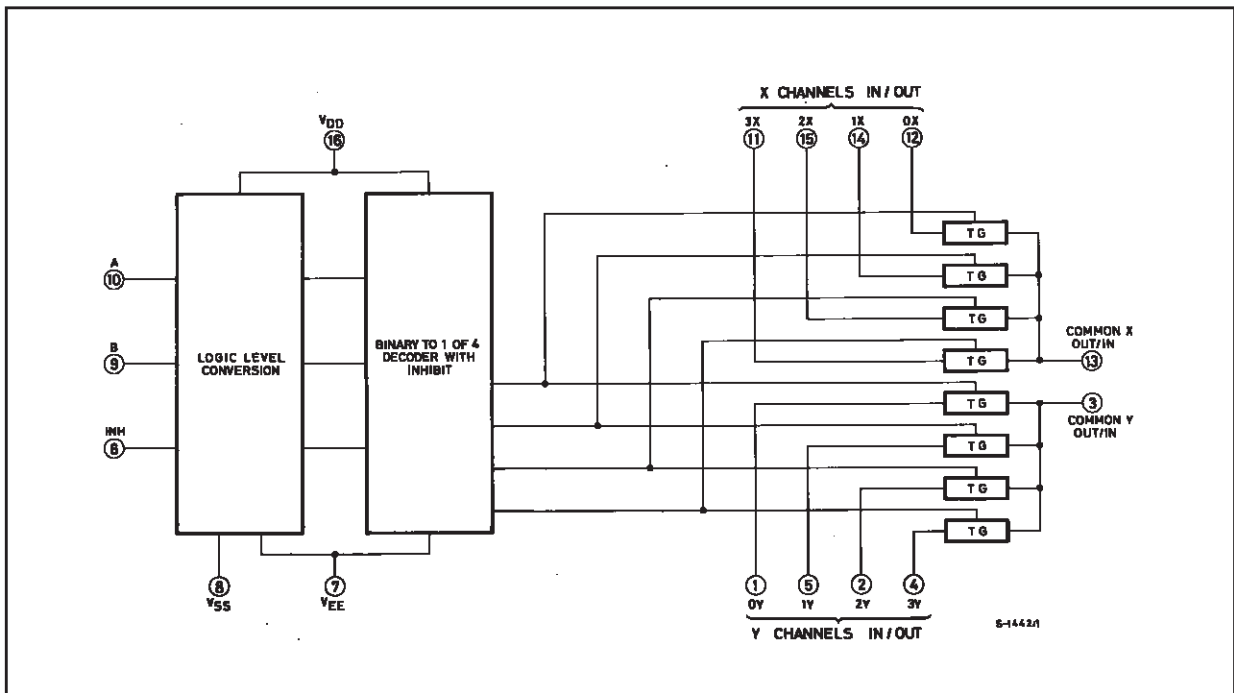 X CHANNELS IN / OUT
3X 2X 1X 0X
11 15 14 12
VDD
16
TG
TG
TG
TG
TG
TG
TG
TG
A
10
B
9
INH
6
LOGIC LEVEL
CONVERSION
BINARY TO 1 OF 4
DECODER WITH
INHIBIT
COMMON X
OUT/IN
13
3
COMMON Y
OUT/IN
8
VSS
7
VEE
1 5 2 4
0Y 1Y 2Y 3Y
Y CHANNELS IN / OUT
S-1442/1